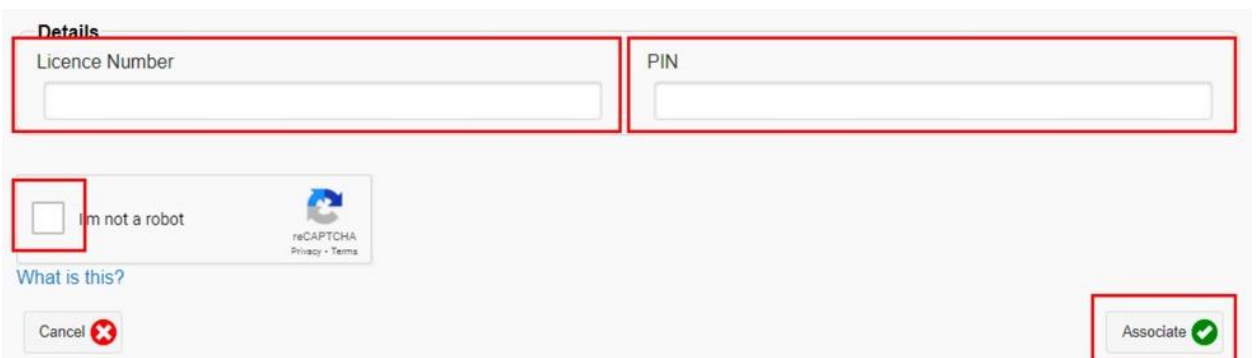 Details
Licence Number
PIN
I'm not a robot
reCAPTCHA
Privacy - Terms
What is this?
Cancel
Associate